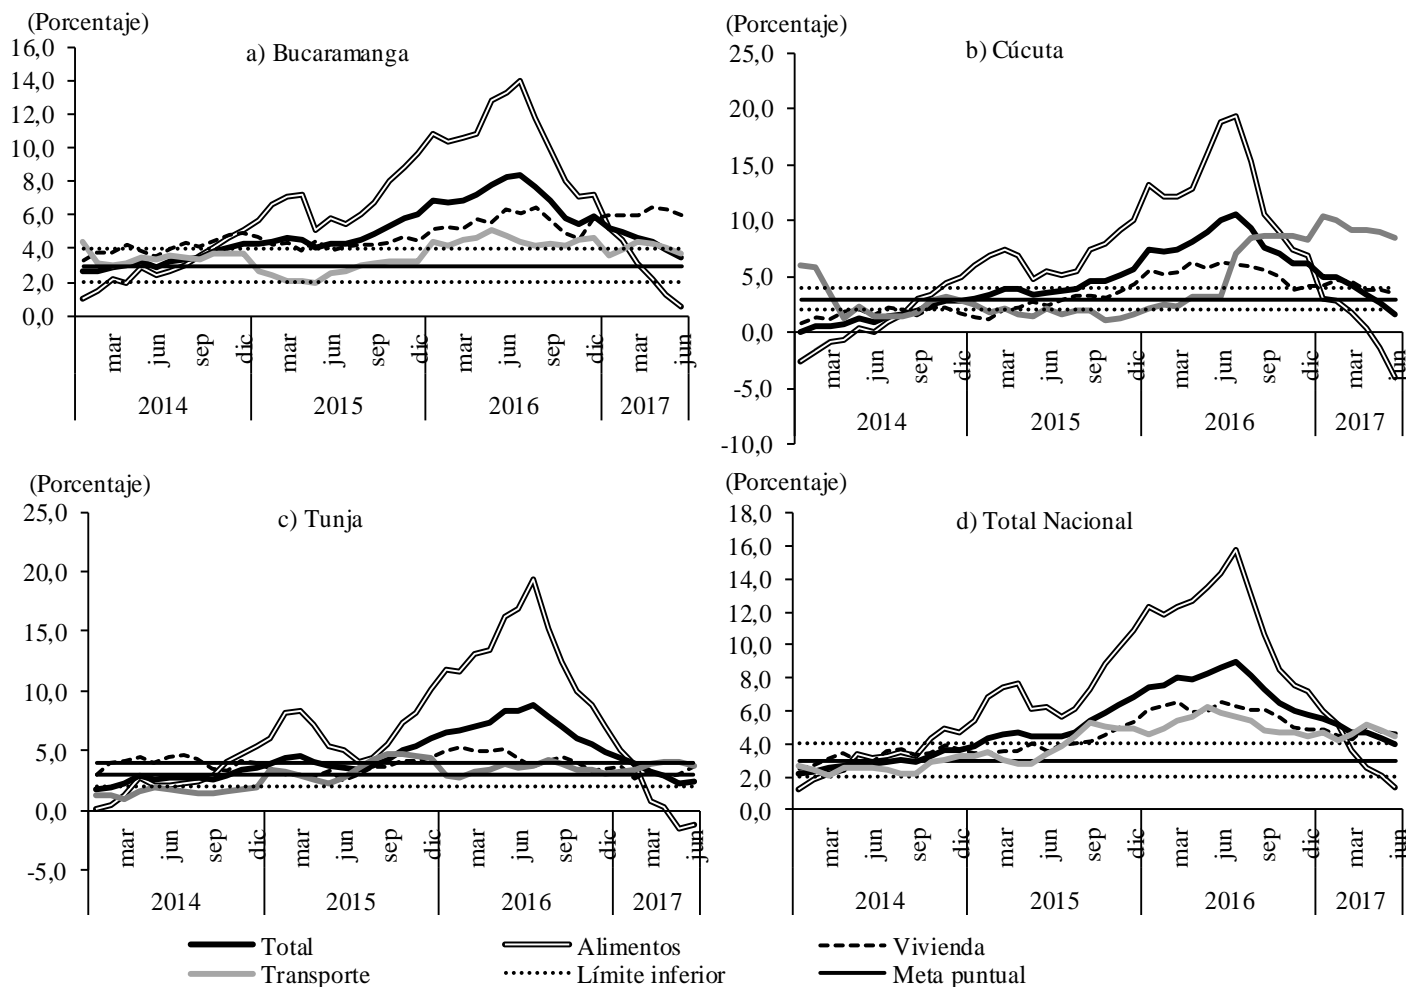 (Porcentaje)
a) Bucaramanga
16,0
14,0
12,0
10,0
8,0
6,0
4,0
2,0
0,0
mar jun sep dic mar jun sep dic mar jun sep dic mar jun
2014 2015 2016 2017
(Porcentaje)
b) Cúcuta
25,0
20,0
15,0
10,0
5,0
0,0
-5,0
-10,0
mar jun sep dic mar jun sep dic mar jun sep dic mar jun
2014 2015 2016 2017
(Porcentaje)
c) Tunja
25,0
20,0
15,0
10,0
5,0
0,0
-5,0
mar jun sep dic mar jun sep dic mar jun sep dic mar jun
2014 2015 2016 2017
(Porcentaje)
d) Total Nacional
18,0
16,0
14,0
12,0
10,0
8,0
6,0
4,0
2,0
0,0
mar jun sep dic mar jun sep dic mar jun sep dic mar jun
2014 2015 2016 2017
Total Alimentos Vivienda
Transporte Límite inferior Meta puntual